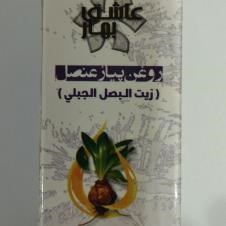 عاشق
بهار
روغن پیاز عنصل
( زيت البصل الجبلي )